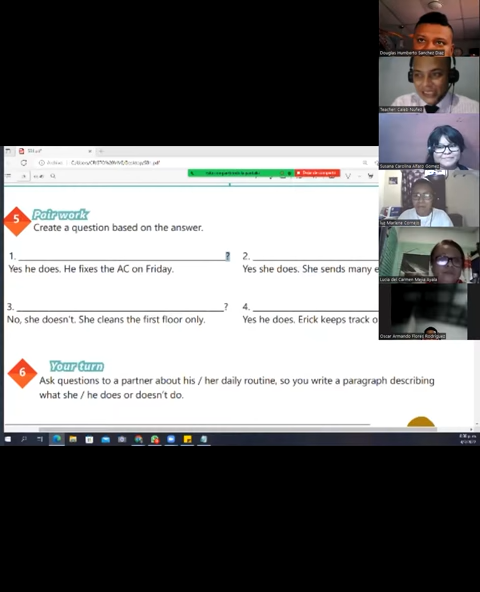 Douglas Humberto Sanchez Diaz
Teacher Caleb Nuñez
Susana Carolina Alfaro Gomez
Lucia del Carmen Mejia Ayala
Oscar Armando Flores Rodriguez
5 Pair work
Create a question based on the answer.
1. ? 2.
Yes he does. He fixes the AC on Friday. Yes she does. She sends many e
3. ? 4.
No, she doesn't. She cleans the first floor only. Yes he does. Erick keeps track o
6 Your turn
Ask questions to a partner about his / her daily routine, so you write a paragraph describing
what she / he does or doesn't do.